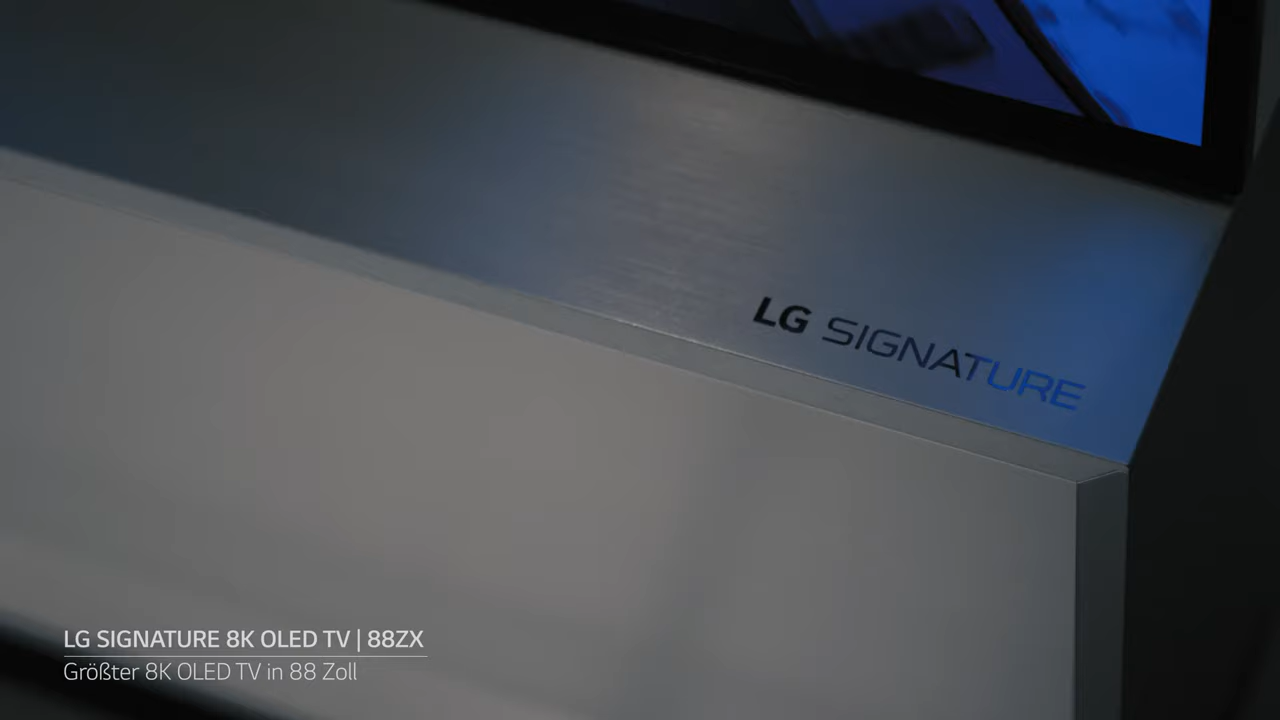 LG SIGNATURE
LG SIGNATURE 8K OLED TV | 88ZX
Größter 8K OLED TV in 88 Zoll